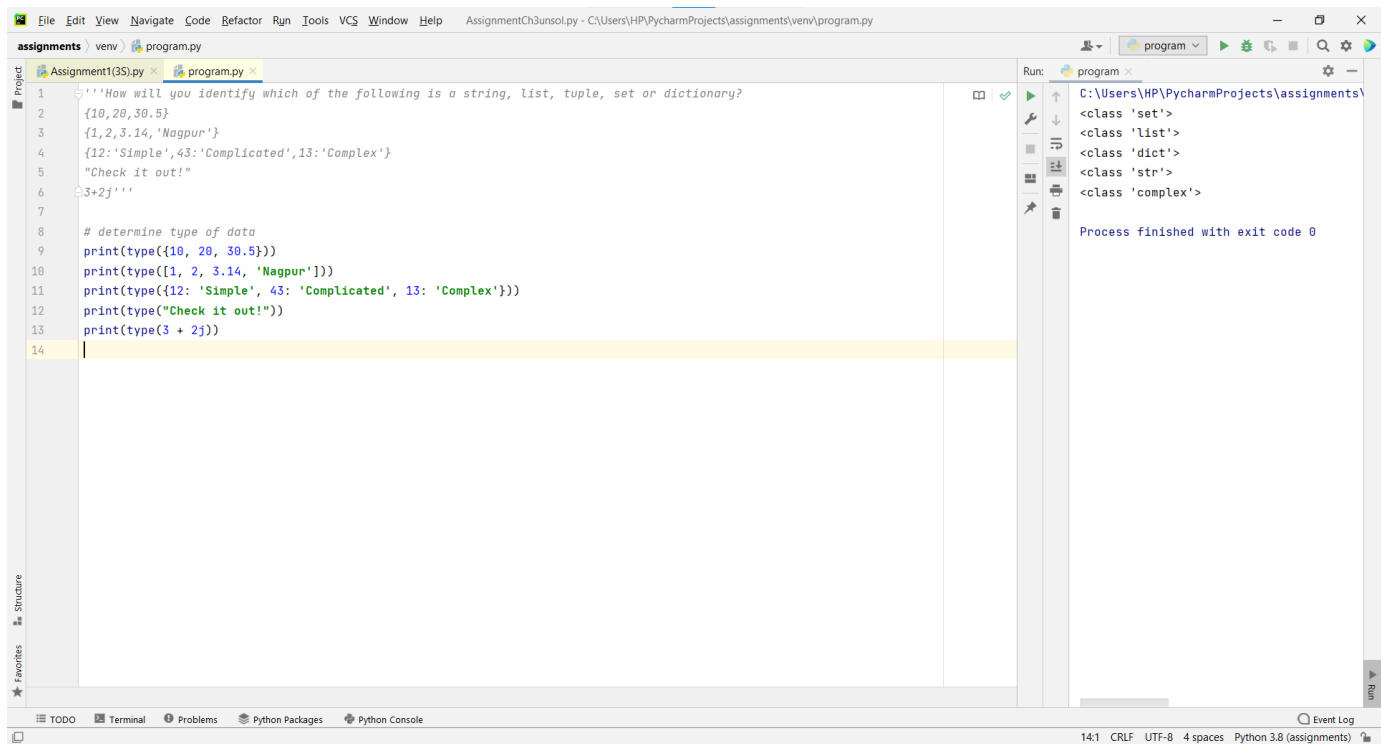 File Edit View Navigate Code Refactor Run Tools VCS Window Help AssignmentCh3unsol.py - C:\Users\HP\PycharmProjects\assignments\venv\program.py
assignments venv program.py
program
Project
Assignment1(3S).py program.py
1 '''How will you identify which of the following is a string, list, tuple, set or dictionary?
2 {10,20,30.5}
3 {1,2,3.14,'Nagpur'}
4 {12:'Simple',43:'Complicated',13:'Complex'}
5 "Check it out!"
6 3+2j'''
7
8 # determine type of data
9 print(type({10, 20, 30.5}))
10 print(type([1, 2, 3.14, 'Nagpur']))
11 print(type({12: 'Simple', 43: 'Complicated', 13: 'Complex'}))
12 print(type("Check it out!"))
13 print(type(3 + 2j))
14
Run: program
C:\Users\HP\PycharmProjects\assignments\
<class 'set'>
<class 'list'>
<class 'dict'>
<class 'str'>
<class 'complex'>
Process finished with exit code 0
Structure
Favorites
Run
TODO Terminal Problems Python Packages Python Console Event Log
14:1 CRLF UTF-8 4 spaces Python 3.8 (assignments)